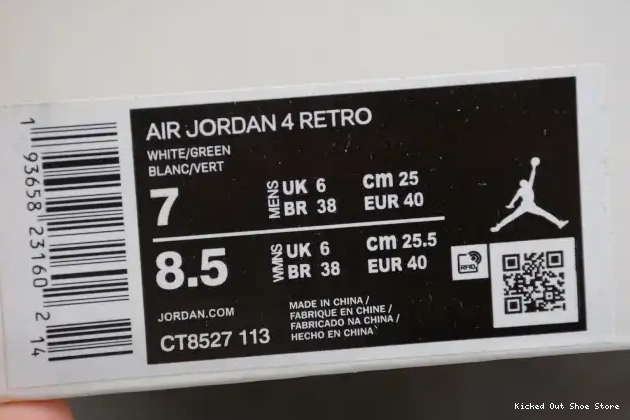 AIR JORDAN 4 RETRO
WHITE/GREEN
BLANC/VERT
7
MENS
UK 6
BR 38
cm 25
EUR 40
8.5
WMNS
UK 6
BR 38
cm 25.5
EUR 40
RFID
JORDAN.COM
CT8527 113
MADE IN CHINA /
FABRIQUE EN CHINE /
FABRICADO NA CHINA /
HECHO EN CHINA
1 93658 23160 2 14
Kicked Out Shoe Store